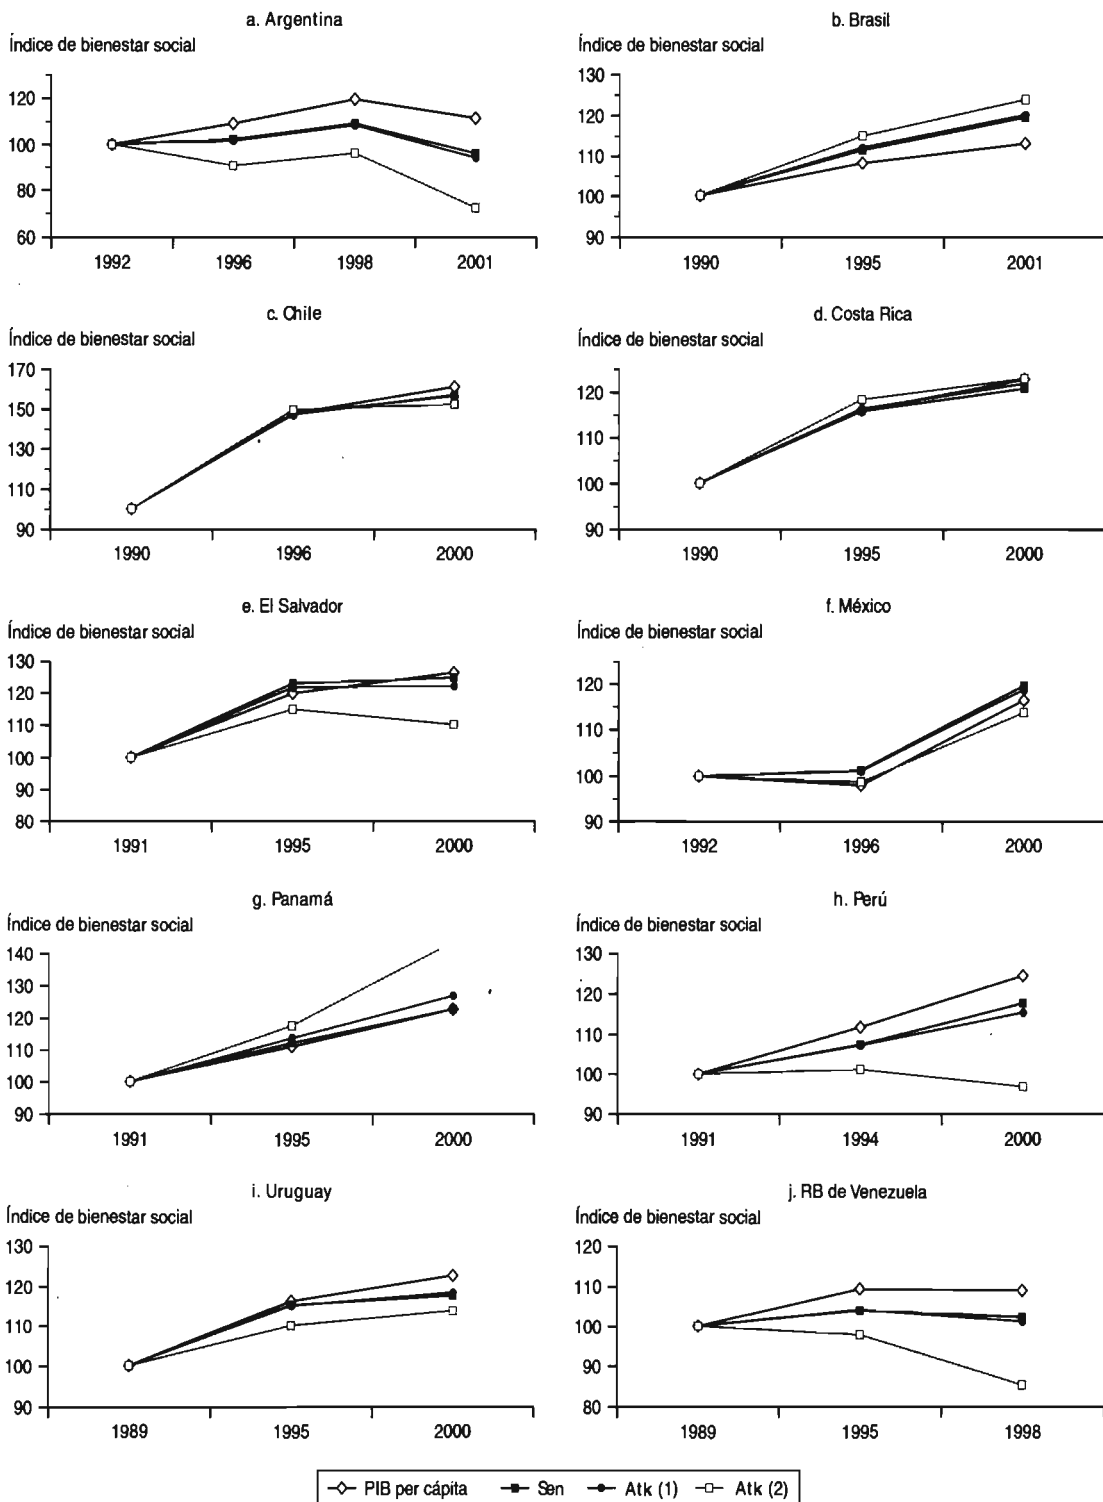 a. Argentina
Índice de bienestar social
120
100
80
60
1992 1996 1998 2001
b. Brasil
Índice de bienestar social
130
120
110
100
90
1990 1995 2001
c. Chile
Índice de bienestar social
170
150
130
110
90
1990 1996 2000
d. Costa Rica
Índice de bienestar social
120
110
100
90
1990 1995 2000
e. El Salvador
Índice de bienestar social
130
120
110
100
90
80
1991 1995 2000
f. México
Índice de bienestar social
120
110
100
90
1992 1996 2000
g. Panamá
Índice de bienestar social
140
130
120
110
100
90
1991 1995 2000
h. Perú
Índice de bienestar social
130
120
110
100
90
1991 1994 2000
i. Uruguay
Índice de bienestar social
130
120
110
100
90
1989 1995 2000
j. RB de Venezuela
Índice de bienestar social
120
110
100
90
80
1989 1995 1998
PIB per cápita Sen Atk (1) Atk (2)